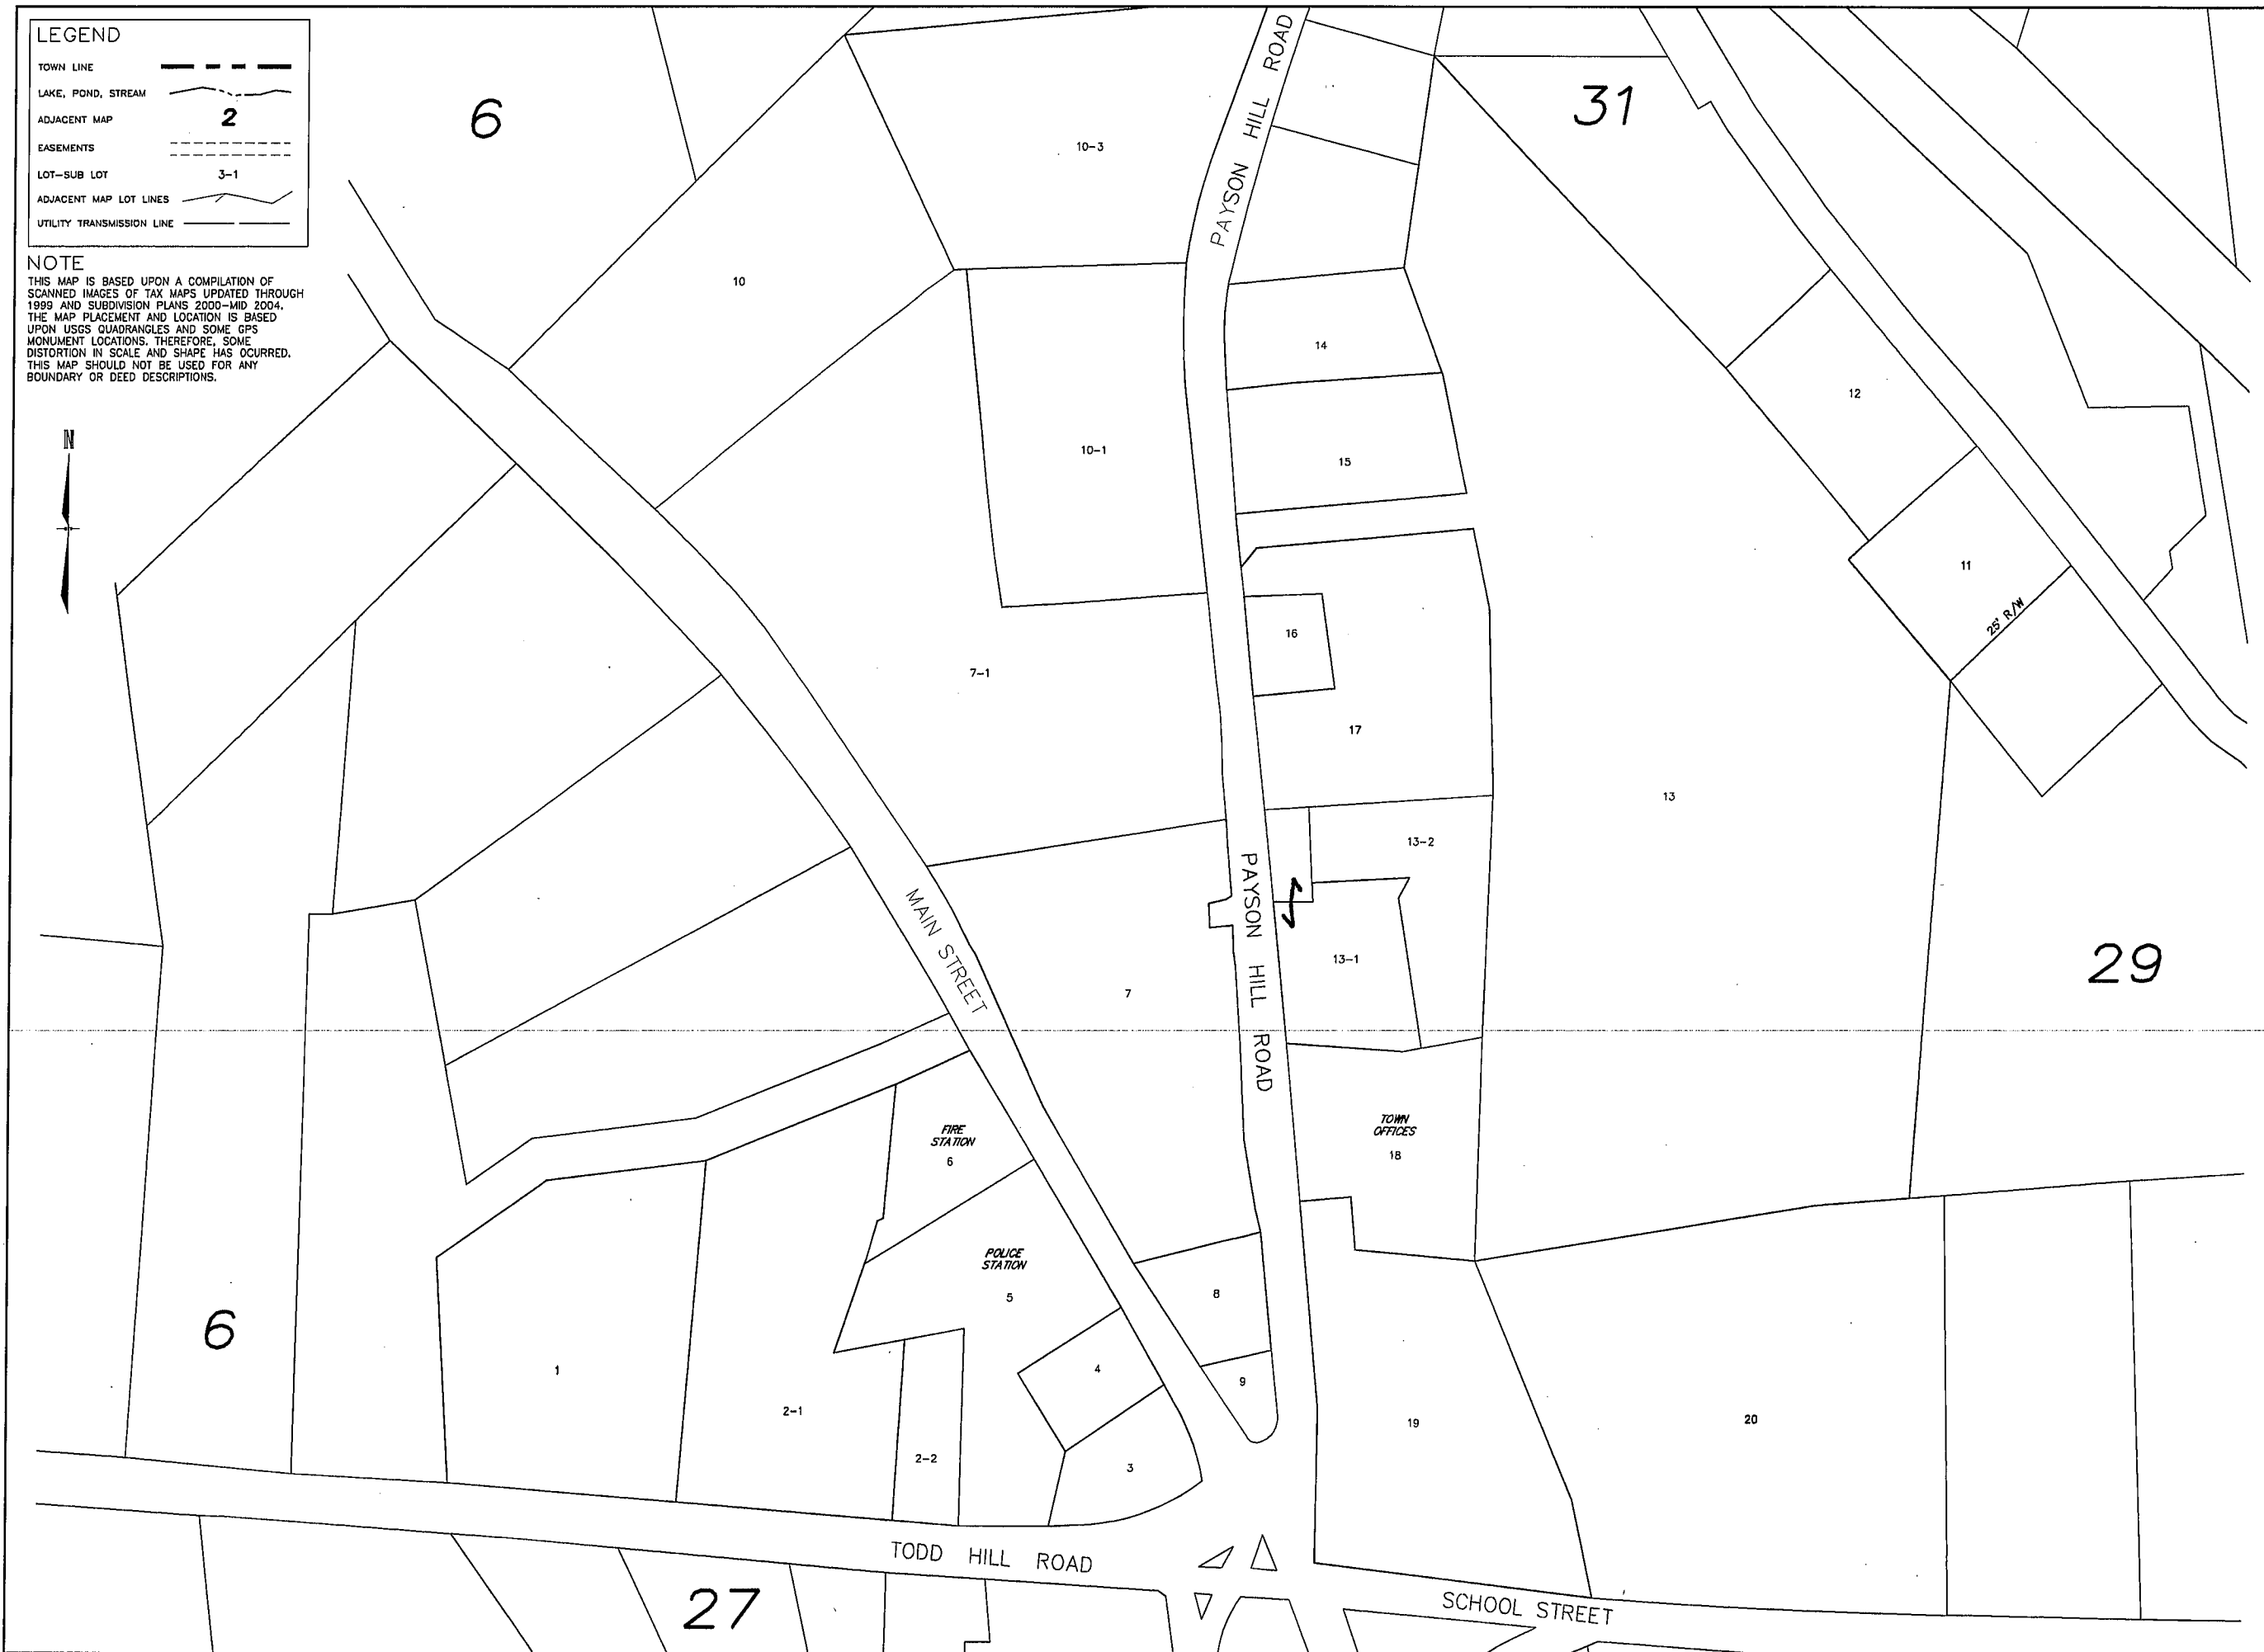 LEGEND
TOWN LINE
LAKE, POND, STREAM
ADJACENT MAP 2
EASEMENTS
LOT-SUB LOT 3-1
ADJACENT MAP LOT LINES
UTILITY TRANSMISSION LINE
NOTE
THIS MAP IS BASED UPON A COMPILATION OF
SCANNED IMAGES OF TAX MAPS UPDATED THROUGH
1999 AND SUBDIVISION PLANS 2000-MID 2004.
THE MAP PLACEMENT AND LOCATION IS BASED
UPON USGS QUADRANGLES AND SOME GPS
MONUMENT LOCATIONS. THEREFORE, SOME
DISTORTION IN SCALE AND SHAPE HAS OCURRED.
THIS MAP SHOULD NOT BE USED FOR ANY
BOUNDARY OR DEED DESCRIPTIONS.
N
6
31
PAYSON HILL ROAD
10-3
10
14
12
10-1
15
11
25' R/W
16
7-1
17
13
13-2
PAYSON HILL ROAD
MAIN STREET
13-1
29
7
FIRE
STATION
6
TOWN
OFFICES
18
POLICE
STATION
5
8
6
1
4
9
2-1
19
20
2-2
3
TODD HILL ROAD
27
SCHOOL STREET